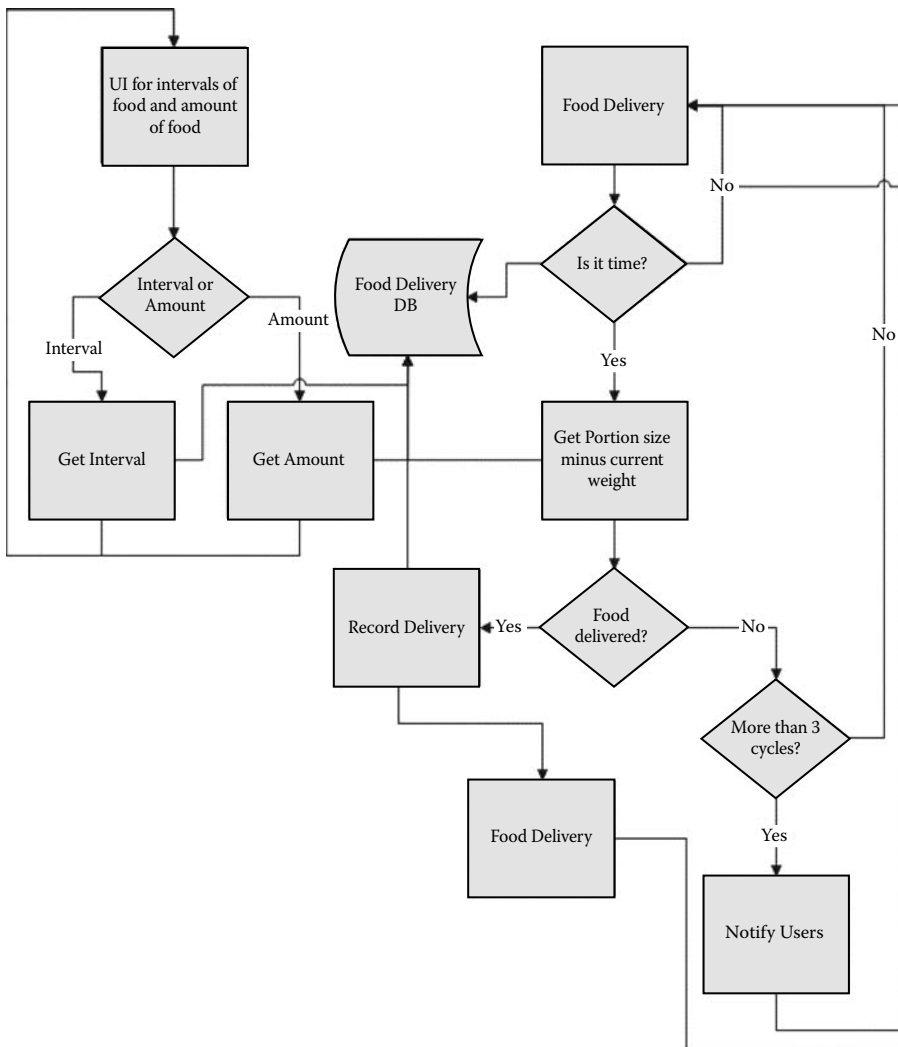 UI for intervals of
food and amount
of food
Interval or
Amount
Interval
Amount
Get Interval
Get Amount
Food Delivery
DB
Food Delivery
Is it time?
No
Yes
Get Portion size
minus current
weight
Food
delivered?
Yes
Record Delivery
No
More than 3
cycles?
No
Yes
Food Delivery
Notify Users